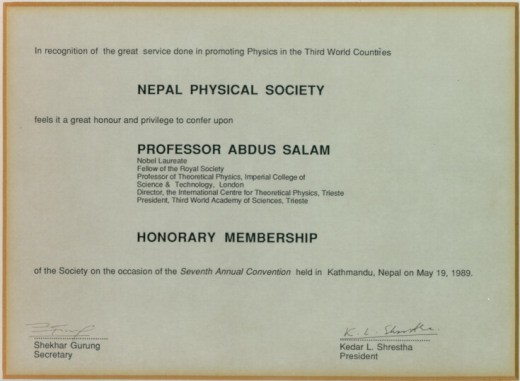 In recognition of the great service done in promoting Physics in the Third World Countries
NEPAL PHYSICAL SOCIETY
feels it a great honour and privilege to confer upon
PROFESSOR ABDUS SALAM
Nobel Laureate
Fellow of the Royal Society
Professor of Theoretical Physics, Imperial College of
Science & Technology, London
Director, the International Centre for Theoretical Physics, Trieste
President, Third World Academy of Sciences, Trieste
HONORARY MEMBERSHIP
of the Society on the occasion of the Seventh Annual Convention held in Kathmandu, Nepal on May 19, 1989.
K. L. Shrestha.
Shekhar Gurung
Secretary
Kedar L. Shrestha
President